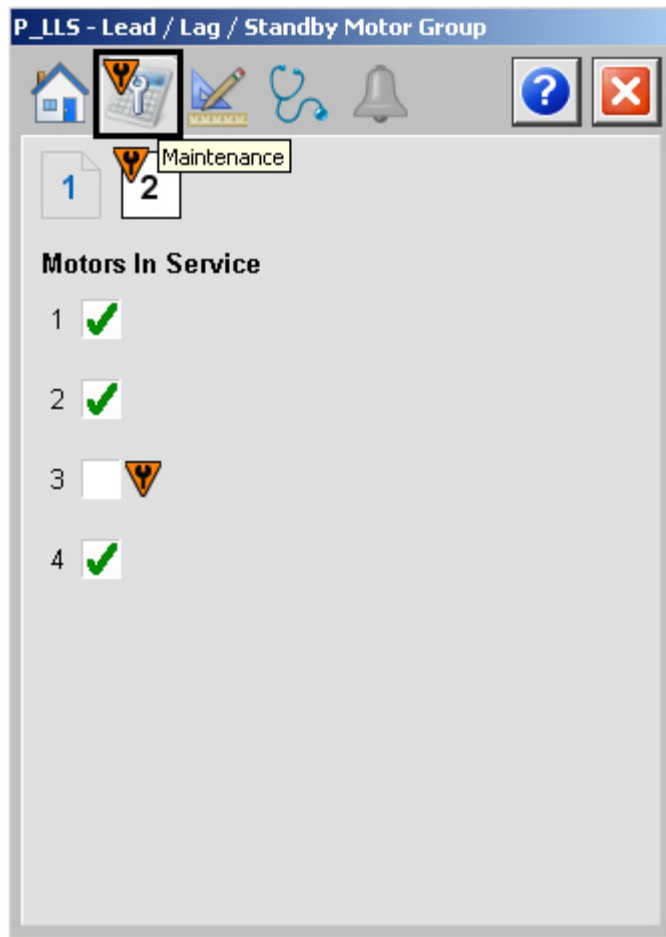 P_LLS - Lead / Lag / Standby Motor Group
?
Maintenance
1 2
Motors In Service
1
2
3
4